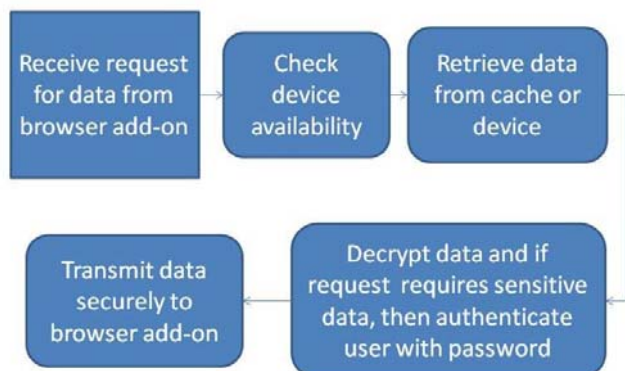 Receive request
for data from
browser add-on
Check
device
availability
Retrieve data
from cache or
device
Decrypt data and if
request requires sensitive
data, then authenticate
user with password
Transmit data
securely to
browser add-on